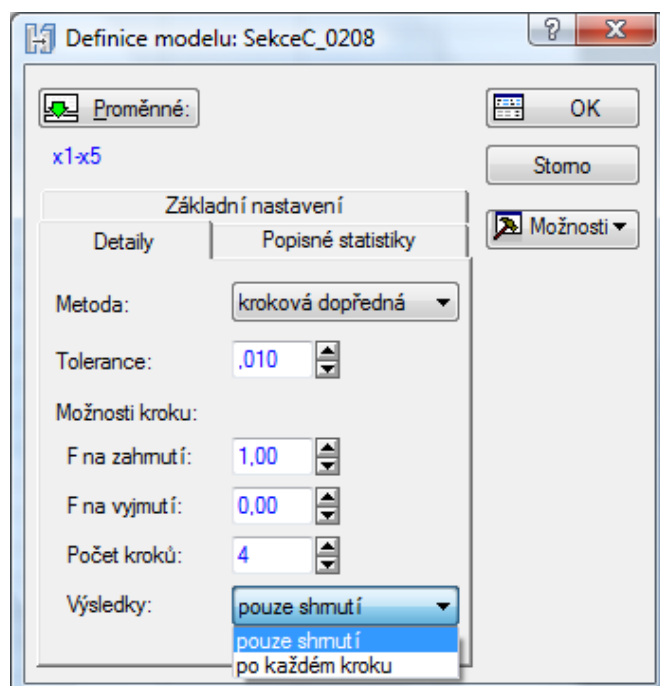 Definice modelu: SekceC_0208
Proměnné:
OK
x1-x5
Storno
Základní nastavení
Možnosti
Detaily
Popisné statistiky
Metoda:
kroková dopředná
Tolerance:
,010
Možnosti kroku:
F na zahrnutí:
1,00
F na vyjmutí:
0,00
Počet kroků:
4
Výsledky:
pouze shrnutí
pouze shrnutí
po každém kroku